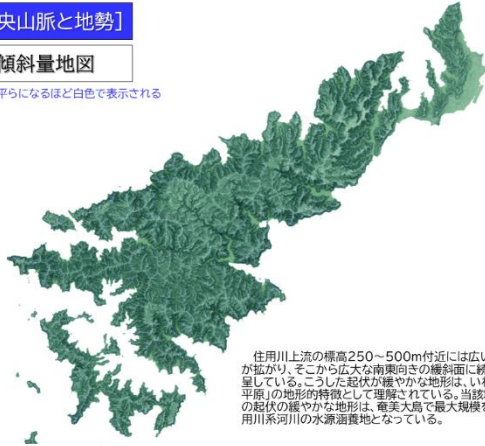 央山脈と地勢]
傾斜量地図
平らになるほど白色で表示される
住用川上流の標高250～500m付近には広い
が拡がり、そこから広大な南東向きの緩斜面に続
呈している。こうした起伏が緩やかな地形は、いわ
平原」の地形的特徴として理解されている。当該
の起伏の緩やかな地形は、奄美大島で最大規模
用川系河川の水源涵養地となっている。